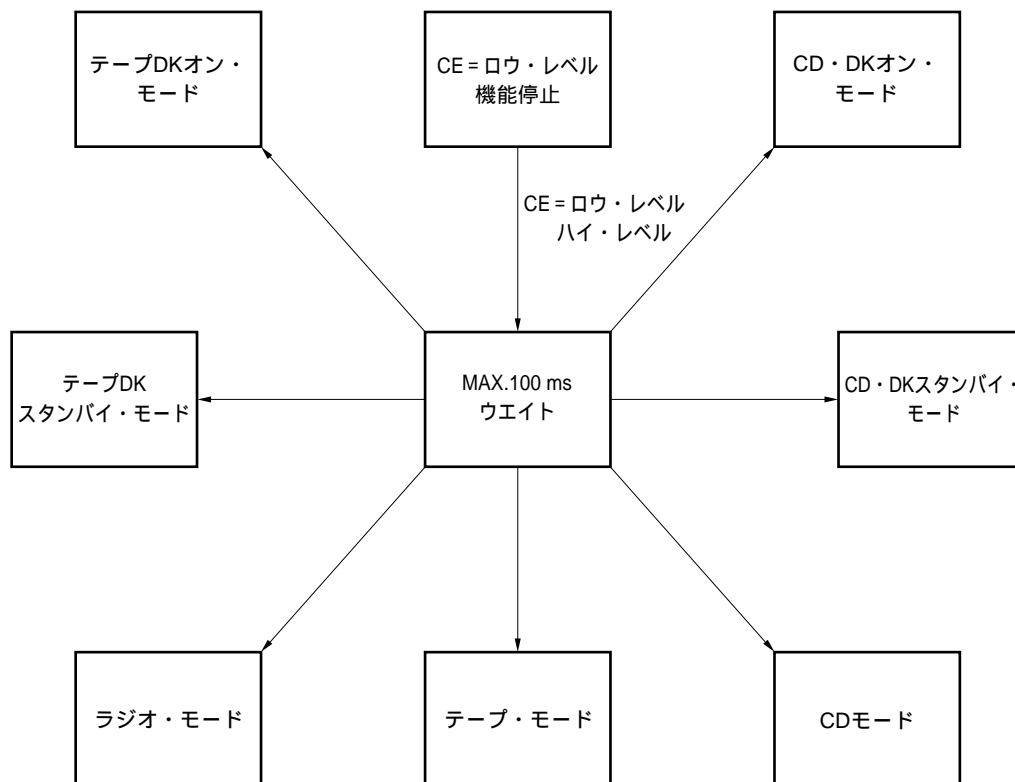 テープDKオン・
モード
CE = ロウ・レベル
機能停止
CD・DKオン・
モード
CE = ロウ・レベル
ハイ・レベル
テープDK
スタンバイ・モード
MAX.100 ms
ウエイト
CD・DKスタンバイ・
モード
ラジオ・モード
テープ・モード
CDモード